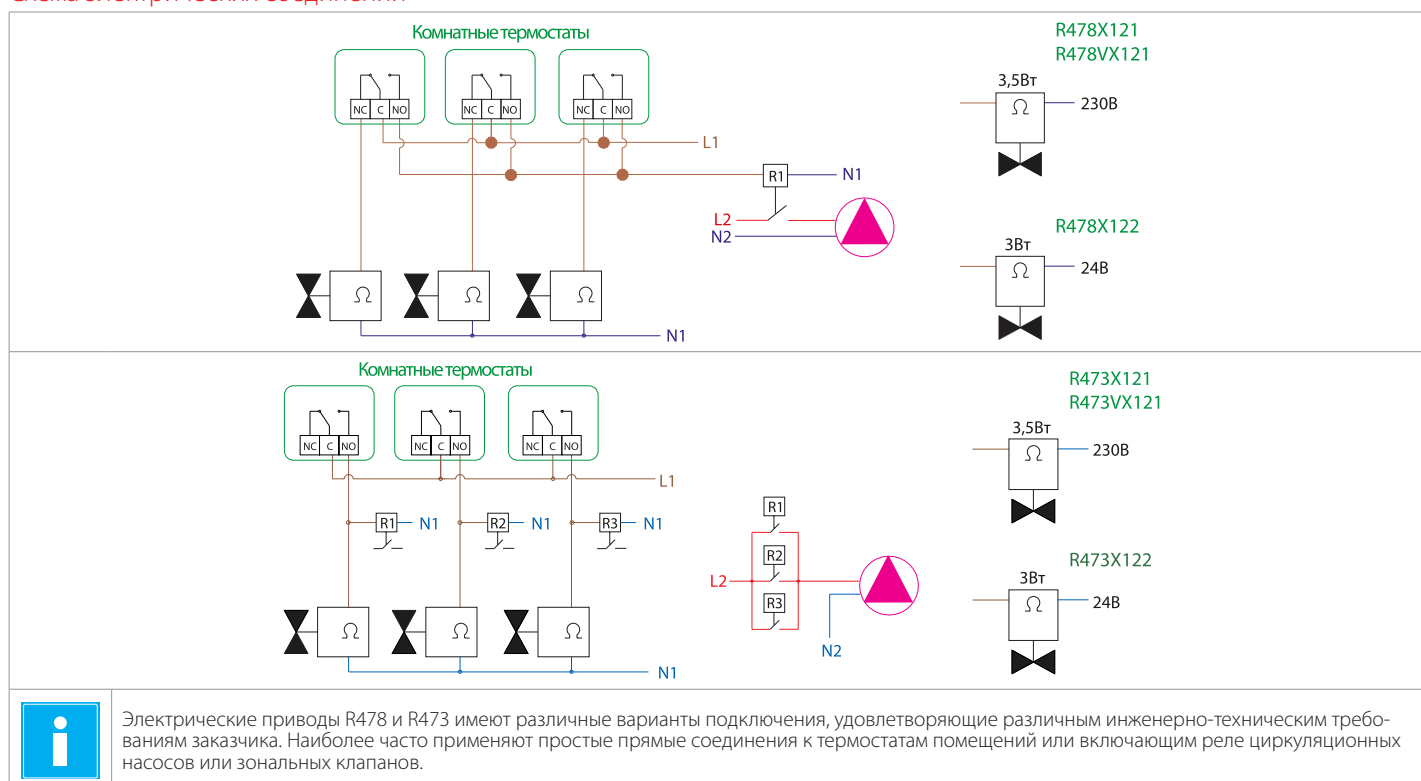 Комнатные термостаты
R478X121
R478VX121
NC C NO
NC C NO
NC C NO
3,5Вт
Ω
230В
L1
R1
N1
L2
N2
R478X122
3Вт
Ω
24В
Ω
Ω
Ω
N1
Комнатные термостаты
R473X121
R473VX121
NC C NO
NC C NO
NC C NO
3,5Вт
Ω
230В
L1
R1
N1
R2
N1
R3
N1
R1
R2
L2
R3
N2
R473X122
3Вт
Ω
24В
Ω
Ω
Ω
N1
i
Электрические приводы R478 и R473 имеют различные варианты подключения, удовлетворяющие различным инженерно-техническим требо-
ваниям заказчика. Наиболее часто применяют простые прямые соединения к термостатам помещений или включающим реле циркуляционных
насосов или зональных клапанов.